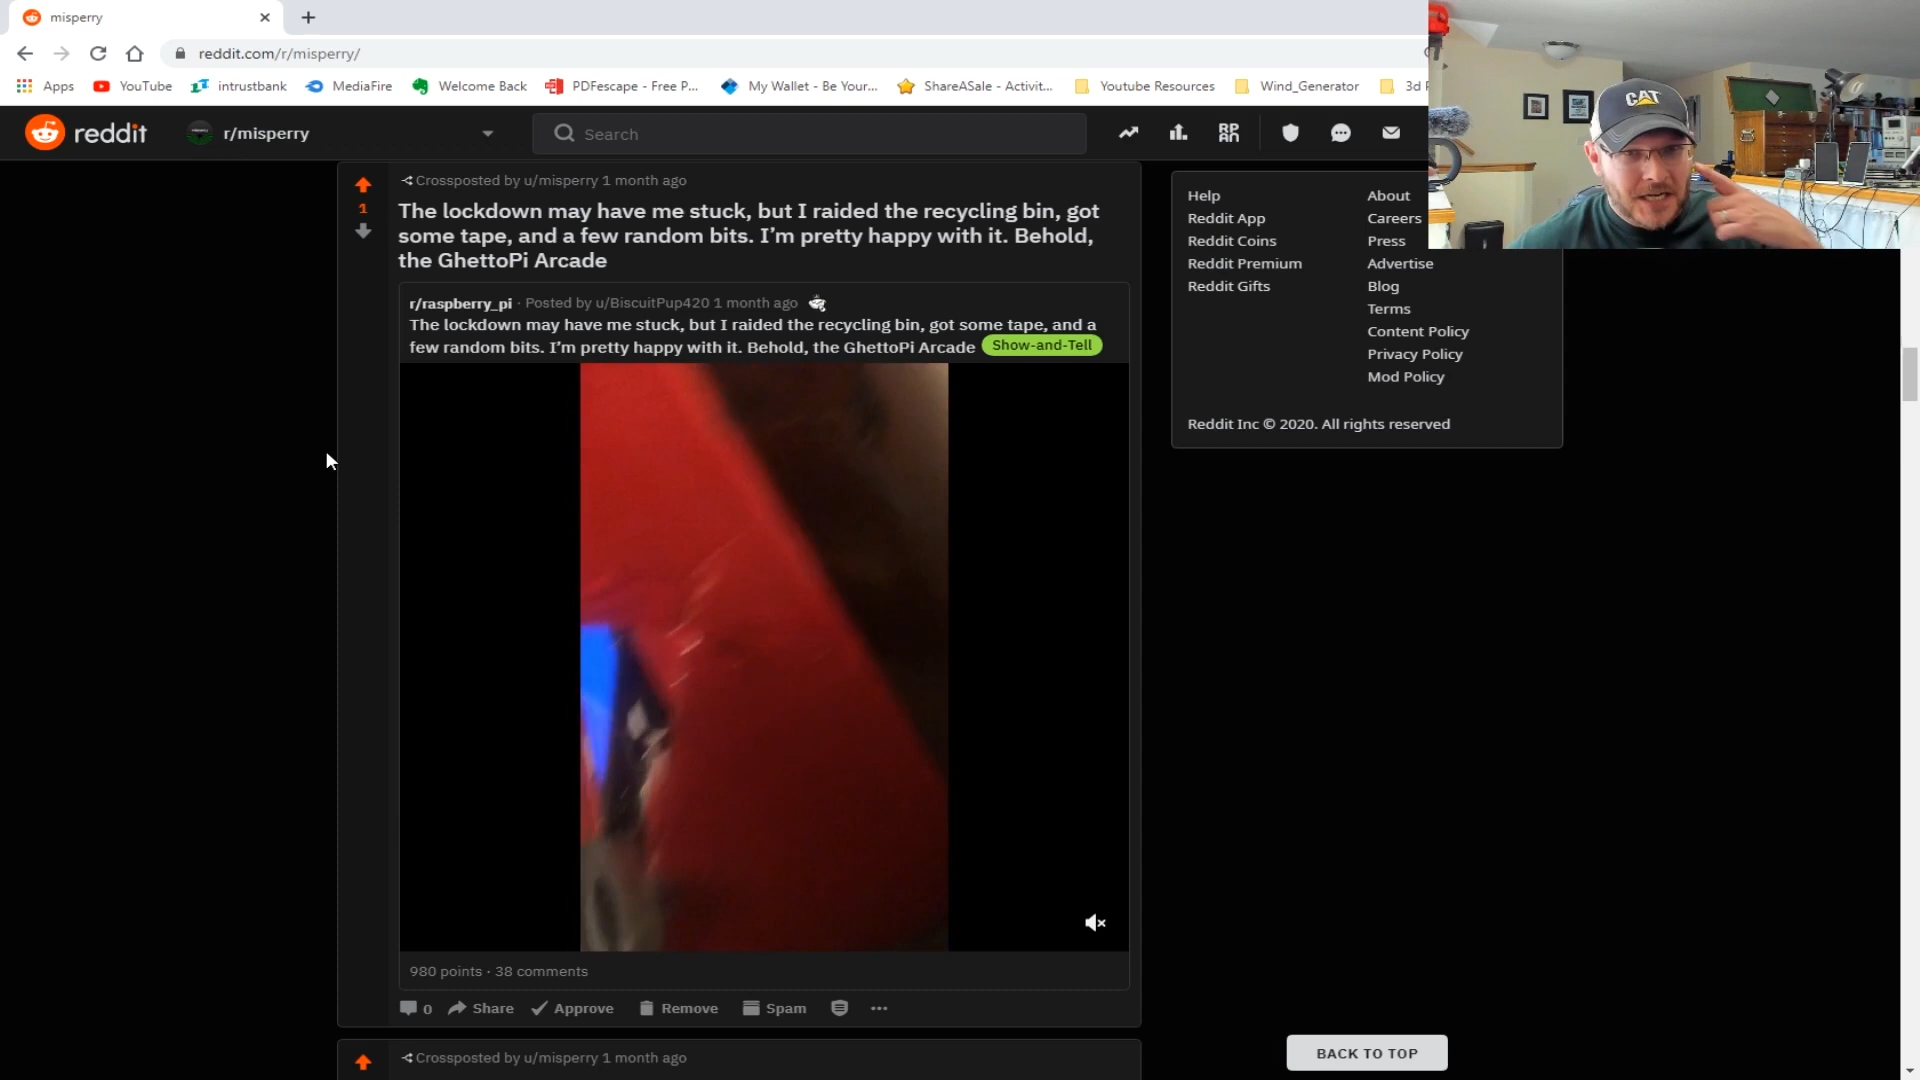 misperry
reddit.com/r/misperry/
Apps
YouTube
intrustbank
MediaFire
Welcome Back
PDFescape - Free P...
My Wallet - Be Your...
ShareASale - Activit...
Youtube Resources
Wind_Generator
3d
CAT
reddit
r/misperry
Search
RPAN
Crossposted by u/misperry 1 month ago
1
The lockdown may have me stuck, but I raided the recycling bin, got
some tape, and a few random bits. I’m pretty happy with it. Behold,
the GhettoPi Arcade
r/raspberry_pi · Posted by u/BiscuitPup420 1 month ago
The lockdown may have me stuck, but I raided the recycling bin, got some tape, and a
few random bits. I’m pretty happy with it. Behold, the GhettoPi Arcade Show-and-Tell
980 points · 38 comments
0 Share Approve Remove Spam
Crossposted by u/misperry 1 month ago
Help
Reddit App
Reddit Coins
Reddit Premium
Reddit Gifts
About
Careers
Press
Advertise
Blog
Terms
Content Policy
Privacy Policy
Mod Policy
Reddit Inc © 2020. All rights reserved
BACK TO TOP